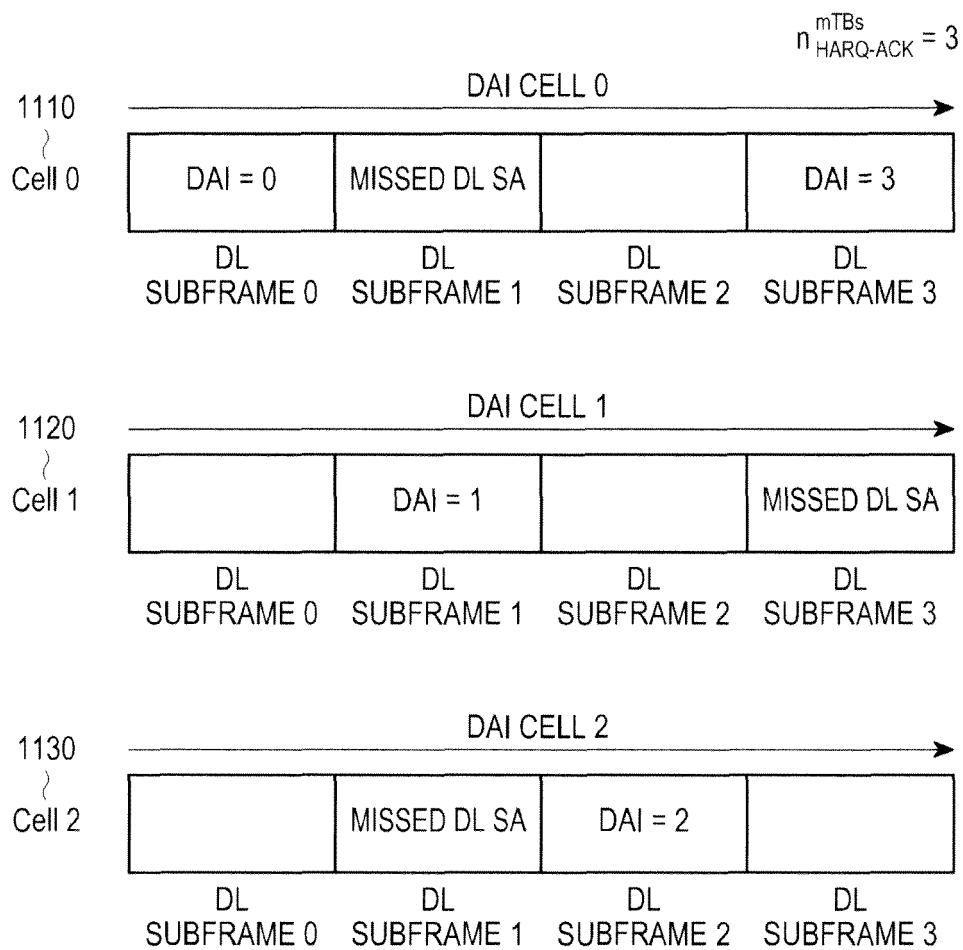 n mTBs HARQ-ACK = 3
DAI CELL 0
1110
Cell 0
DAI = 0 MISSED DL SA DAI = 3
DL DL DL DL
SUBFRAME 0 SUBFRAME 1 SUBFRAME 2 SUBFRAME 3
DAI CELL 1
1120
Cell 1
DAI = 1 MISSED DL SA
DL DL DL DL
SUBFRAME 0 SUBFRAME 1 SUBFRAME 2 SUBFRAME 3
DAI CELL 2
1130
Cell 2
MISSED DL SA DAI = 2
DL DL DL DL
SUBFRAME 0 SUBFRAME 1 SUBFRAME 2 SUBFRAME 3